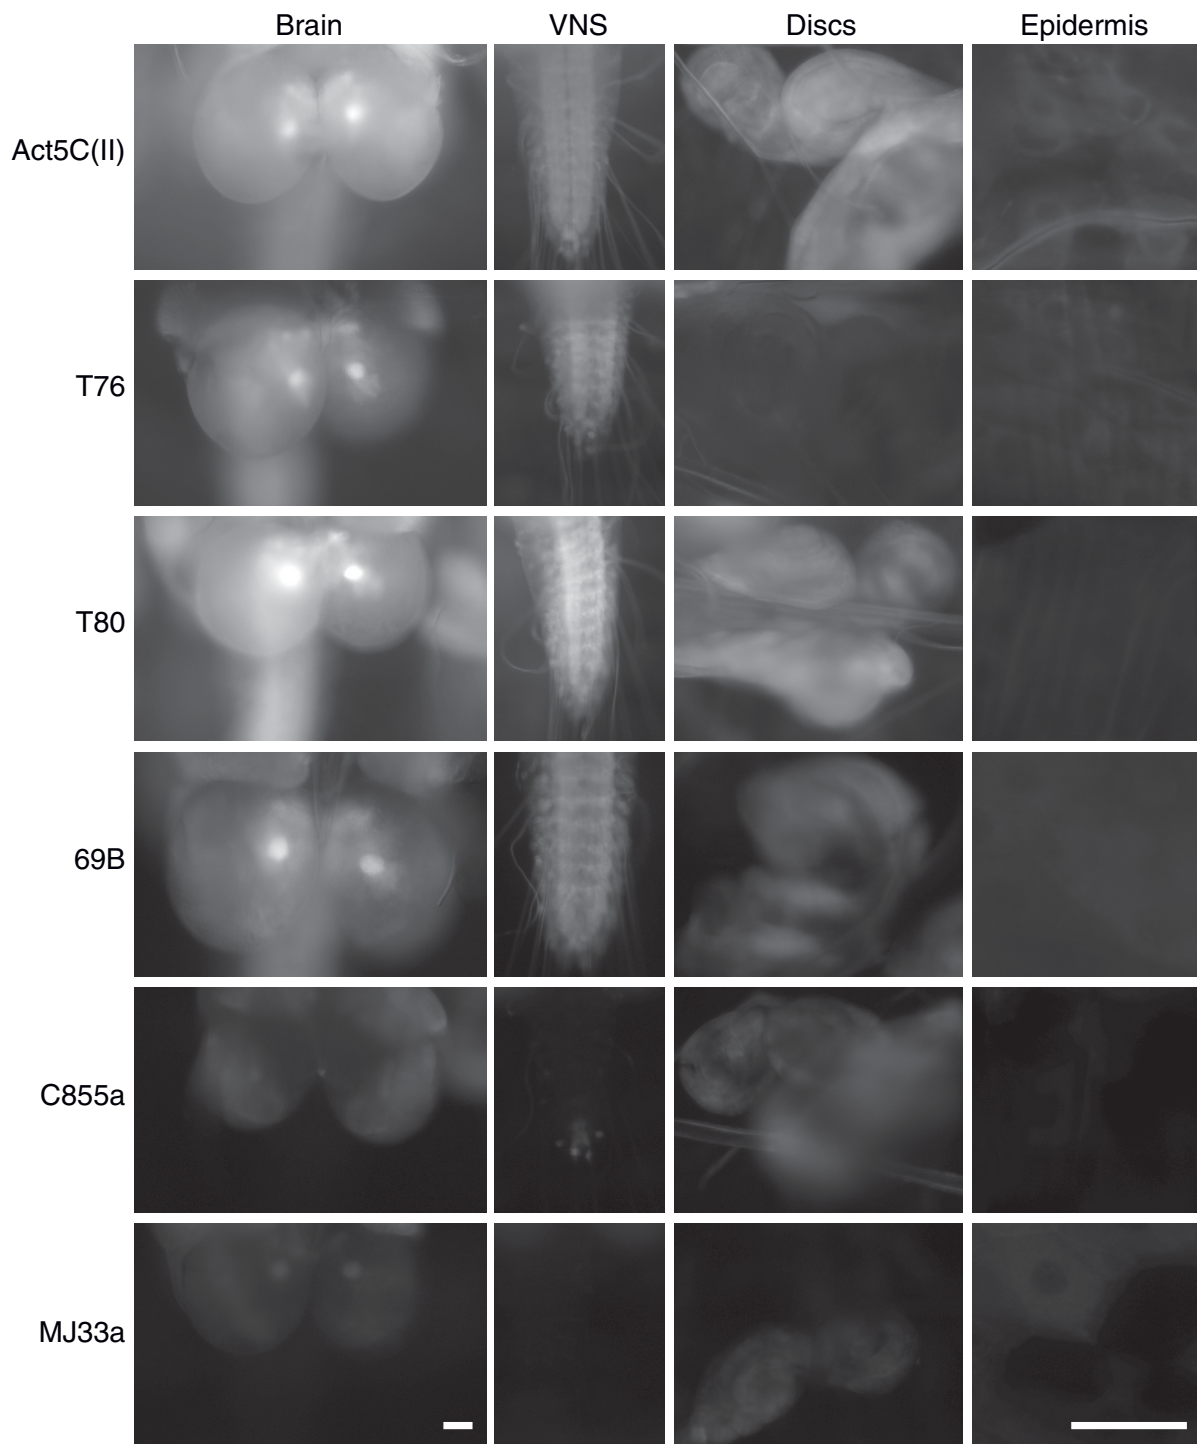 Brain VNS Discs Epidermis
Act5C(II)
T76
T80
69B
C855a
MJ33a